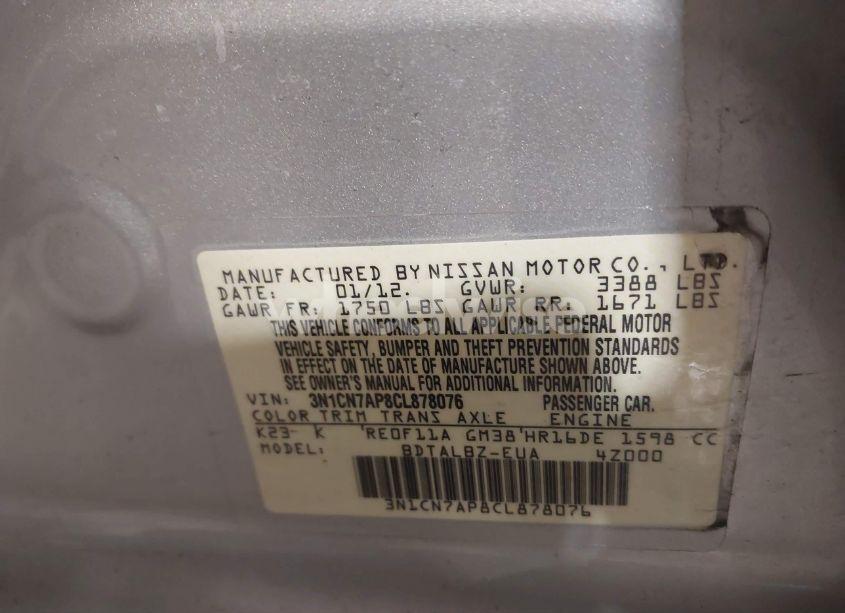 MANUFACTURED BY NISSAN MOTOR CO., LTD.
DATE: 01/12. GVWR: 3388 LBS
GAWR FR: 1750 LBS GAWR RR: 1671 LBS
THIS VEHICLE CONFORMS TO ALL APPLICABLE FEDERAL MOTOR
VEHICLE SAFETY, BUMPER AND THEFT PREVENTION STANDARDS
IN EFFECT ON THE DATE OF MANUFACTURE SHOWN ABOVE.
SEE OWNER'S MANUAL FOR ADDITIONAL INFORMATION.
VIN: 3N1CN7AP8CL878076 PASSENGER CAR.
COLOR TRIM TRANS AXLE ENGINE
K23 K RE0F11A GM38 HR16DE 1598 CC
MODEL: BDTALBZ-EUA 4Z000
3N1CN7AP8CL878076